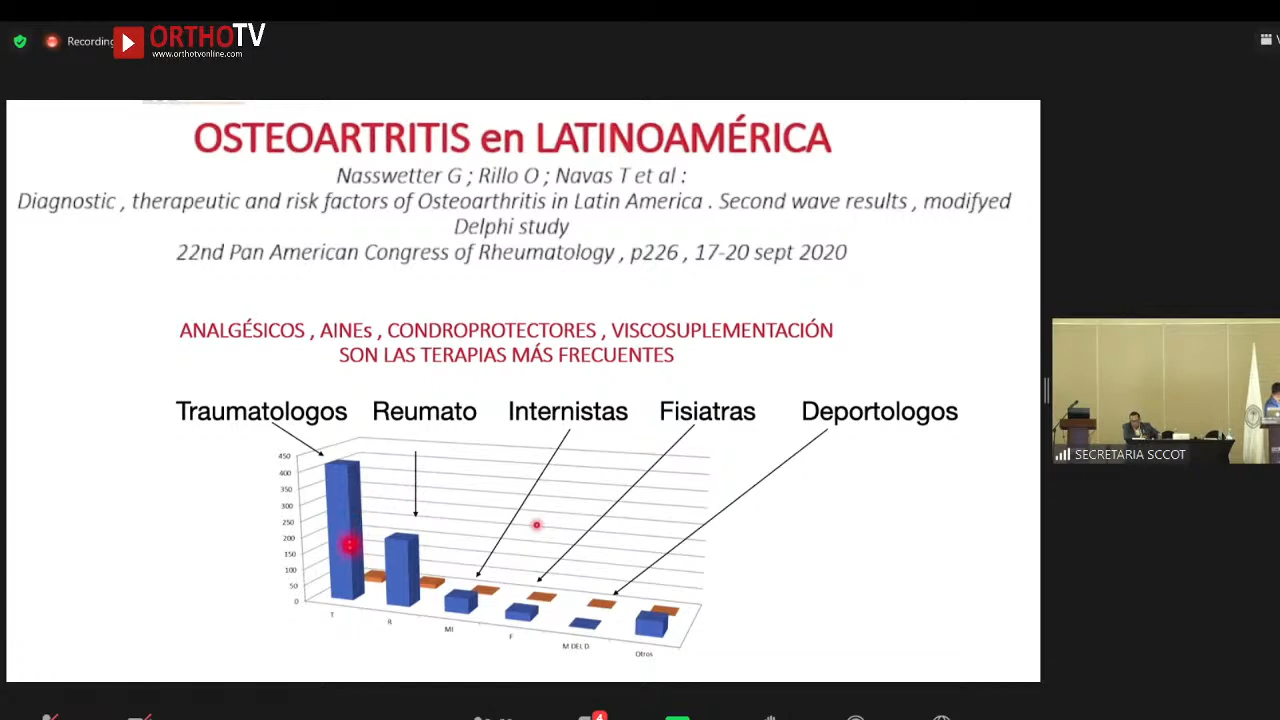 Recording
ORTHOTV
www.orthotvonline.com
OSTEOARTRITIS en LATINOAMÉRICA
Nasswetter G ; Rillo O ; Navas T et al :
Diagnostic , therapeutic and risk factors of Osteoarthritis in Latin America . Second wave results , modifyed
Delphi study
22nd Pan American Congress of Rheumatology , p226 , 17-20 sept 2020
ANALGÉSICOS , AINEs , CONDROPROTECTORES , VISCOSUPLEMENTACIÓN
SON LAS TERAPIAS MÁS FRECUENTES
Traumatologos Reumato Internistas Fisiatras Deportologos
450
400
350
300
250
200
150
100
50
0
T
R
MI
F
M DEL D
Otros
SECRETARIA SCCOT
4